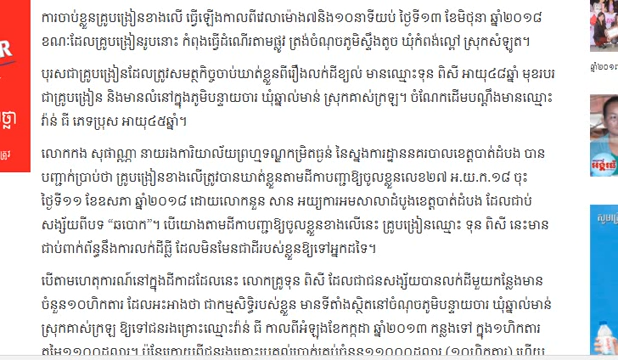 ការចាប់ខ្លួនគ្រូបង្រៀនខាងលើ ធ្វើឡើងកាលពីវេលាម៉ោង៧និង១០នាទីយប់ ថ្ងៃទី១៣ ខែមិថុនា ឆ្នាំ២០១៨
ខណៈដែលគ្រូបង្រៀនរូបនោះ កំពុងធ្វើដំណើរតាមផ្លូវ ត្រង់ចំណុចភូមិស្ទឹងតូច ឃុំកំពង់ល្ពៅ ស្រុកសំឡូត។
បុរសជាគ្រូបង្រៀនដែលត្រូវសមត្ថកិច្ចចាប់ឃាត់ខ្លួនពីរឿងលក់ដីខ្យល់ មានឈ្មោះទុន ពិសី អាយុ៤៨ឆ្នាំ មុខរបរ
ជាគ្រូបង្រៀន និងមានលំនៅក្នុងភូមិបន្ទាយចារ ឃុំឆ្នាល់មាន់ ស្រុកគាស់ក្រឡ។ ចំណែកដើមបណ្តឹងមានឈ្មោះ
វ៉ាន់ ធី ភេទប្រុស អាយុ៤៥ឆ្នាំ។
លោកកង សុផាណ្ណា នាយរងការិយាល័យព្រហ្មទណ្ឌកម្រិតធ្ងន់ នៃស្នងការដ្ឋាននគរបាលខេត្តបាត់ដំបង បាន
បញ្ជាក់ប្រាប់ថា គ្រូបង្រៀនខាងលើត្រូវបានឃាត់ខ្លួនតាមដីកាបញ្ជាឱ្យចូលខ្លួនលេខ២៧ អ.យ.ក.១៨ ចុះ
ថ្ងៃទី១១ ខែឧសភា ឆ្នាំ២០១៨ ដោយលោកនួន សាន អយ្យការអមសាលាដំបូងខេត្តបាត់ដំបង ដែលជាប់
សង្ស័យពីបទ “ឆបោក”។ បើយោងតាមដីកាបញ្ជាឱ្យចូលខ្លួនខាងលើនេះ គ្រូបង្រៀនឈ្មោះ ទុន ពិសី នេះមាន
ជាប់ពាក់ព័ន្ធនឹងការលក់ដីធ្លី ដែលមិនមែនជាដីរបស់ខ្លួនឱ្យទៅអ្នកដទៃ។
បើតាមហេតុការណ៍នៅក្នុងដីកាដដែលនេះ លោកគ្រូទុន ពិសី ដែលជាជនសង្ស័យបានលក់ដីមួយកន្លែងមាន
ចំនួន១០ហិកតារ ដែលអះអាងថា ជាកម្មសិទ្ធិរបស់ខ្លួន មានទីតាំងស្ថិតនៅចំណុចភូមិបន្ទាយចារ ឃុំឆ្នាល់មាន់
ស្រុកគាស់ក្រឡ ឱ្យទៅជនរងគ្រោះឈ្មោះវ៉ាន់ ធី កាលពីអំឡុងខែកក្កដា ឆ្នាំ២០១៣ កន្លងទៅ ក្នុង១ហិកតារ
តម្លៃ១១០០ដុល្លារ។